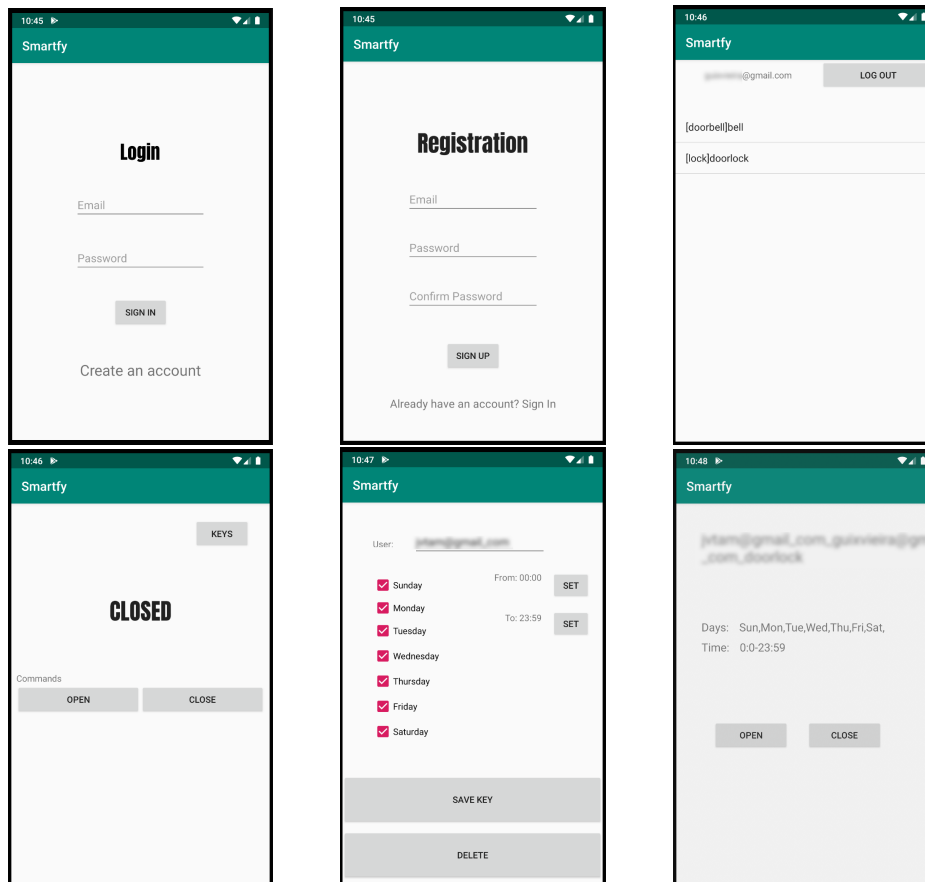 10:45
Smartfy
Login
Email
Password
SIGN IN
Create an account
10:45
Smartfy
Registration
Email
Password
Confirm Password
SIGN UP
Already have an account? Sign In
10:46
Smartfy
@gmail.com
LOG OUT
[doorbell]bell
[lock]doorlock
10:46
Smartfy
KEYS
CLOSED
Commands
OPEN CLOSE
10:47
Smartfy
User:
Sunday From: 00:00 SET
Monday
Tuesday To: 23:59 SET
Wednesday
Thursday
Friday
Saturday
SAVE KEY
DELETE
10:48
Smartfy
Days: Sun,Mon,Tue,Wed,Thu,Fri,Sat,
Time: 0:0-23:59
OPEN CLOSE